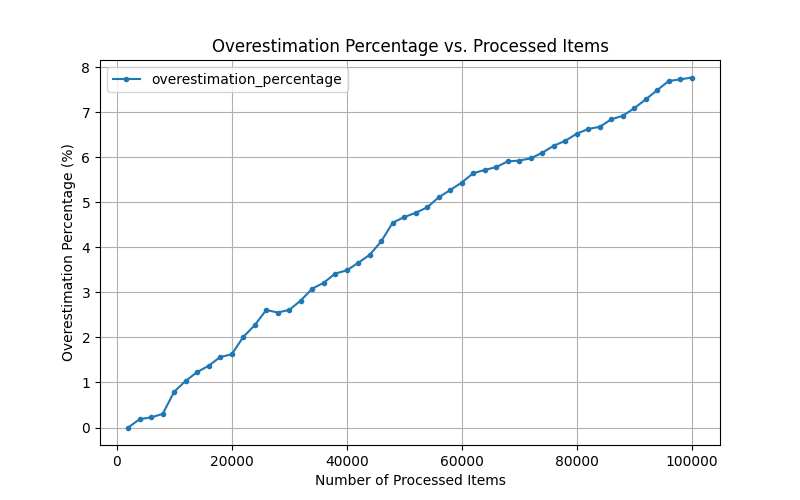 Overestimation Percentage vs. Processed Items
overestimation_percentage
Overestimation Percentage (%)
8
7
6
5
4
3
2
1
0
0 20000 40000 60000 80000 100000
Number of Processed Items